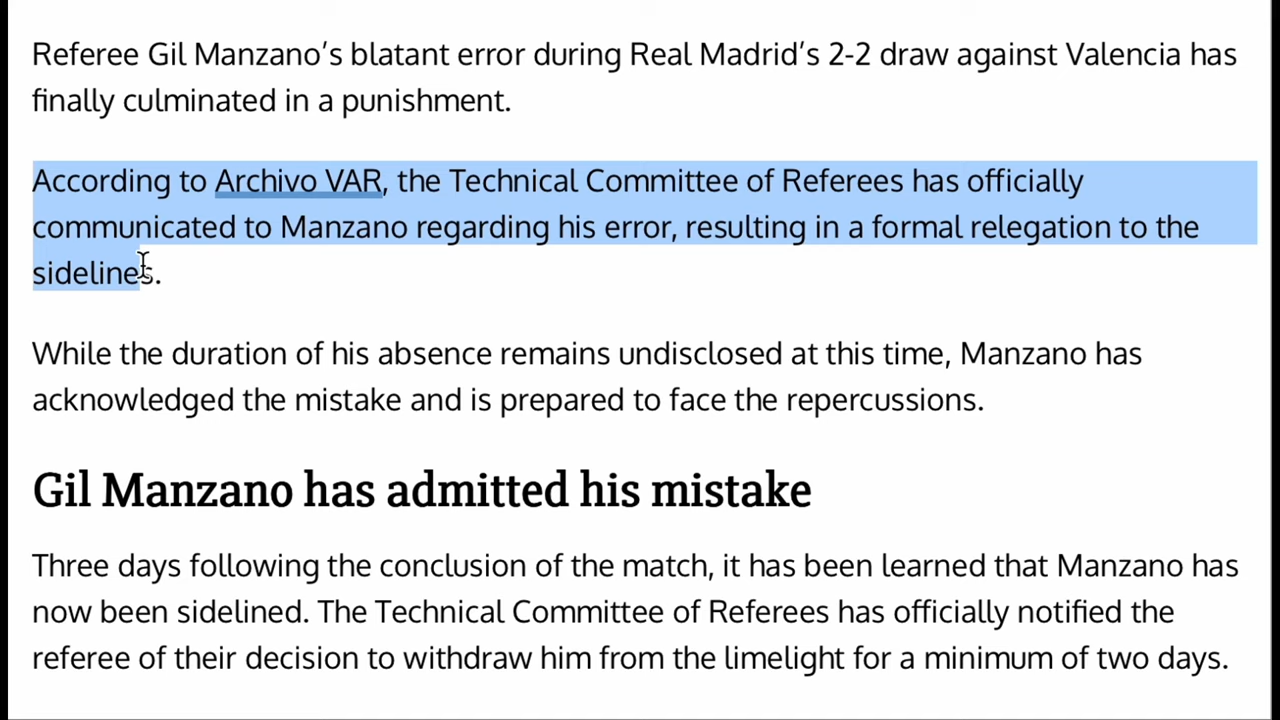 Referee Gil Manzano’s blatant error during Real Madrid’s 2-2 draw against Valencia has
finally culminated in a punishment.
According to Archivo VAR, the Technical Committee of Referees has officially
communicated to Manzano regarding his error, resulting in a formal relegation to the
sidelines.
While the duration of his absence remains undisclosed at this time, Manzano has
acknowledged the mistake and is prepared to face the repercussions.
Gil Manzano has admitted his mistake
Three days following the conclusion of the match, it has been learned that Manzano has
now been sidelined. The Technical Committee of Referees has officially notified the
referee of their decision to withdraw him from the limelight for a minimum of two days.